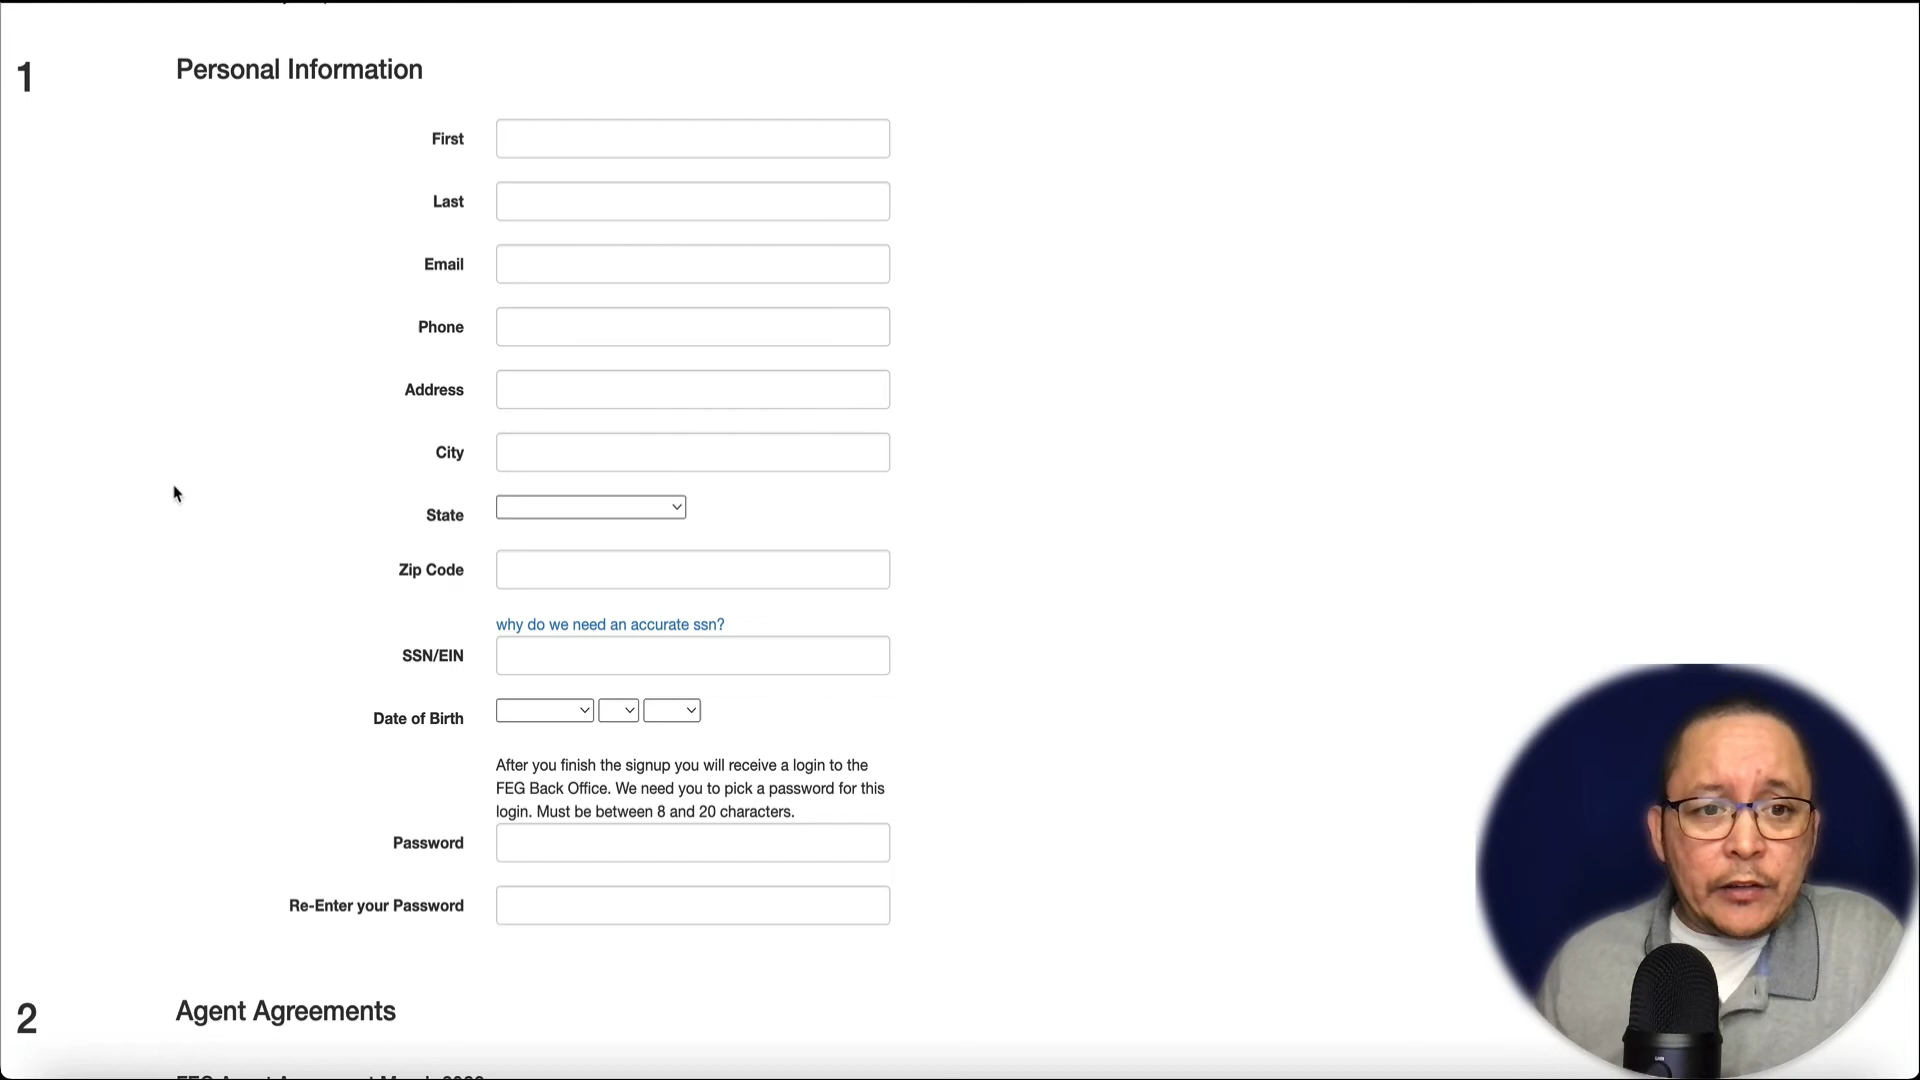 1
Personal Information
First
Last
Email
Phone
Address
City
State
Zip Code
why do we need an accurate ssn?
SSN/EIN
Date of Birth
After you finish the signup you will receive a login to the
FEG Back Office. We need you to pick a password for this
login. Must be between 8 and 20 characters.
Password
Re-Enter your Password
2
Agent Agreements